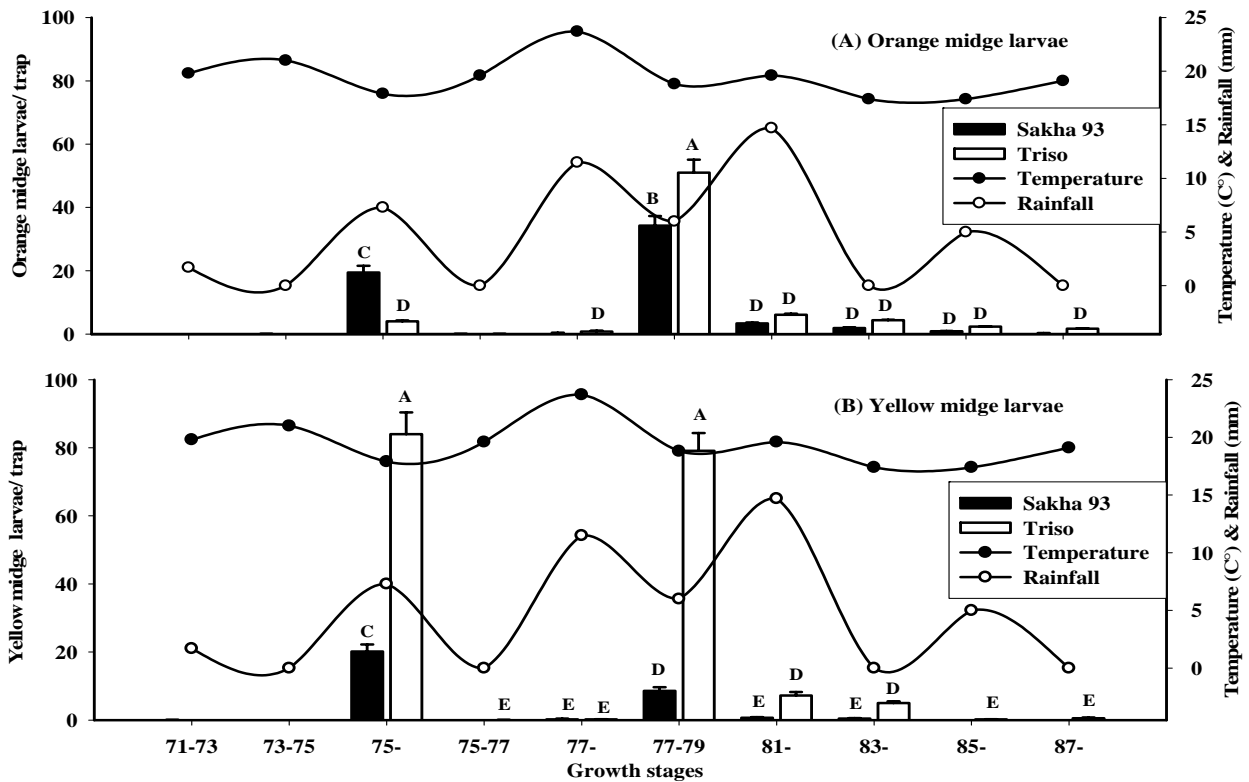 (A) Orange midge larvae
Orange midge larvae/ trap
100
80
60
40
20
0
Temperature (C°) & Rainfall (mm)
25
20
15
10
5
0
Sakha 93
Triso
Temperature
Rainfall
C
D
D
B
A
D
D
D
D
D
D
D
(B) Yellow midge larvae
Yellow midge larvae/ trap
100
80
60
40
20
0
Temperature (C°) & Rainfall (mm)
25
20
15
10
5
0
Sakha 93
Triso
Temperature
Rainfall
C
A
E
E
E
D
A
E
D
E
D
E
E
71-73
73-75
75-
75-77
77-
77-79
81-
83-
85-
87-
Growth stages